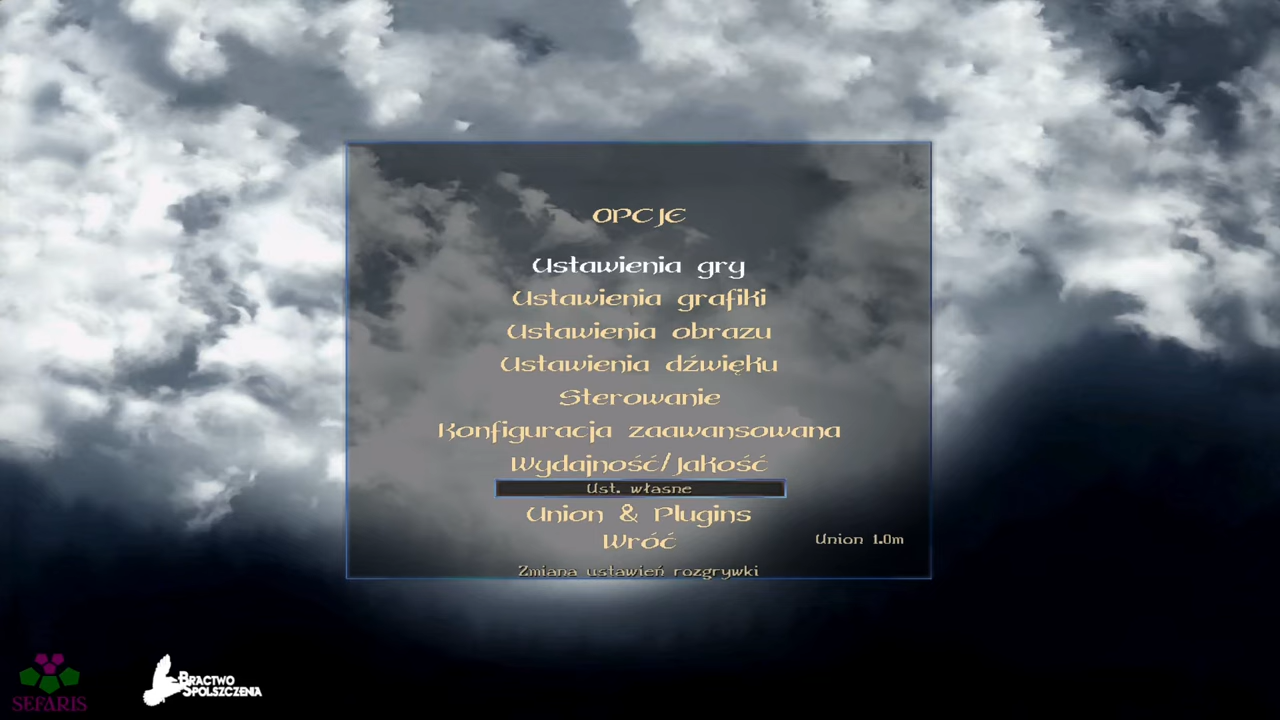 OPCJE
Ustawienia gry
Ustawienia grafiki
Ustawienia obrazu
Ustawienia dźwięku
Sterowanie
Konfiguracja zaawansowana
Wydajność/Jakość
Ust. własne
Union & Plugins
Wróć
Union 1.0m
Zmiana ustawień rozgrywki
SEFARIS
BRACTWO
SPOLSZCZENIA